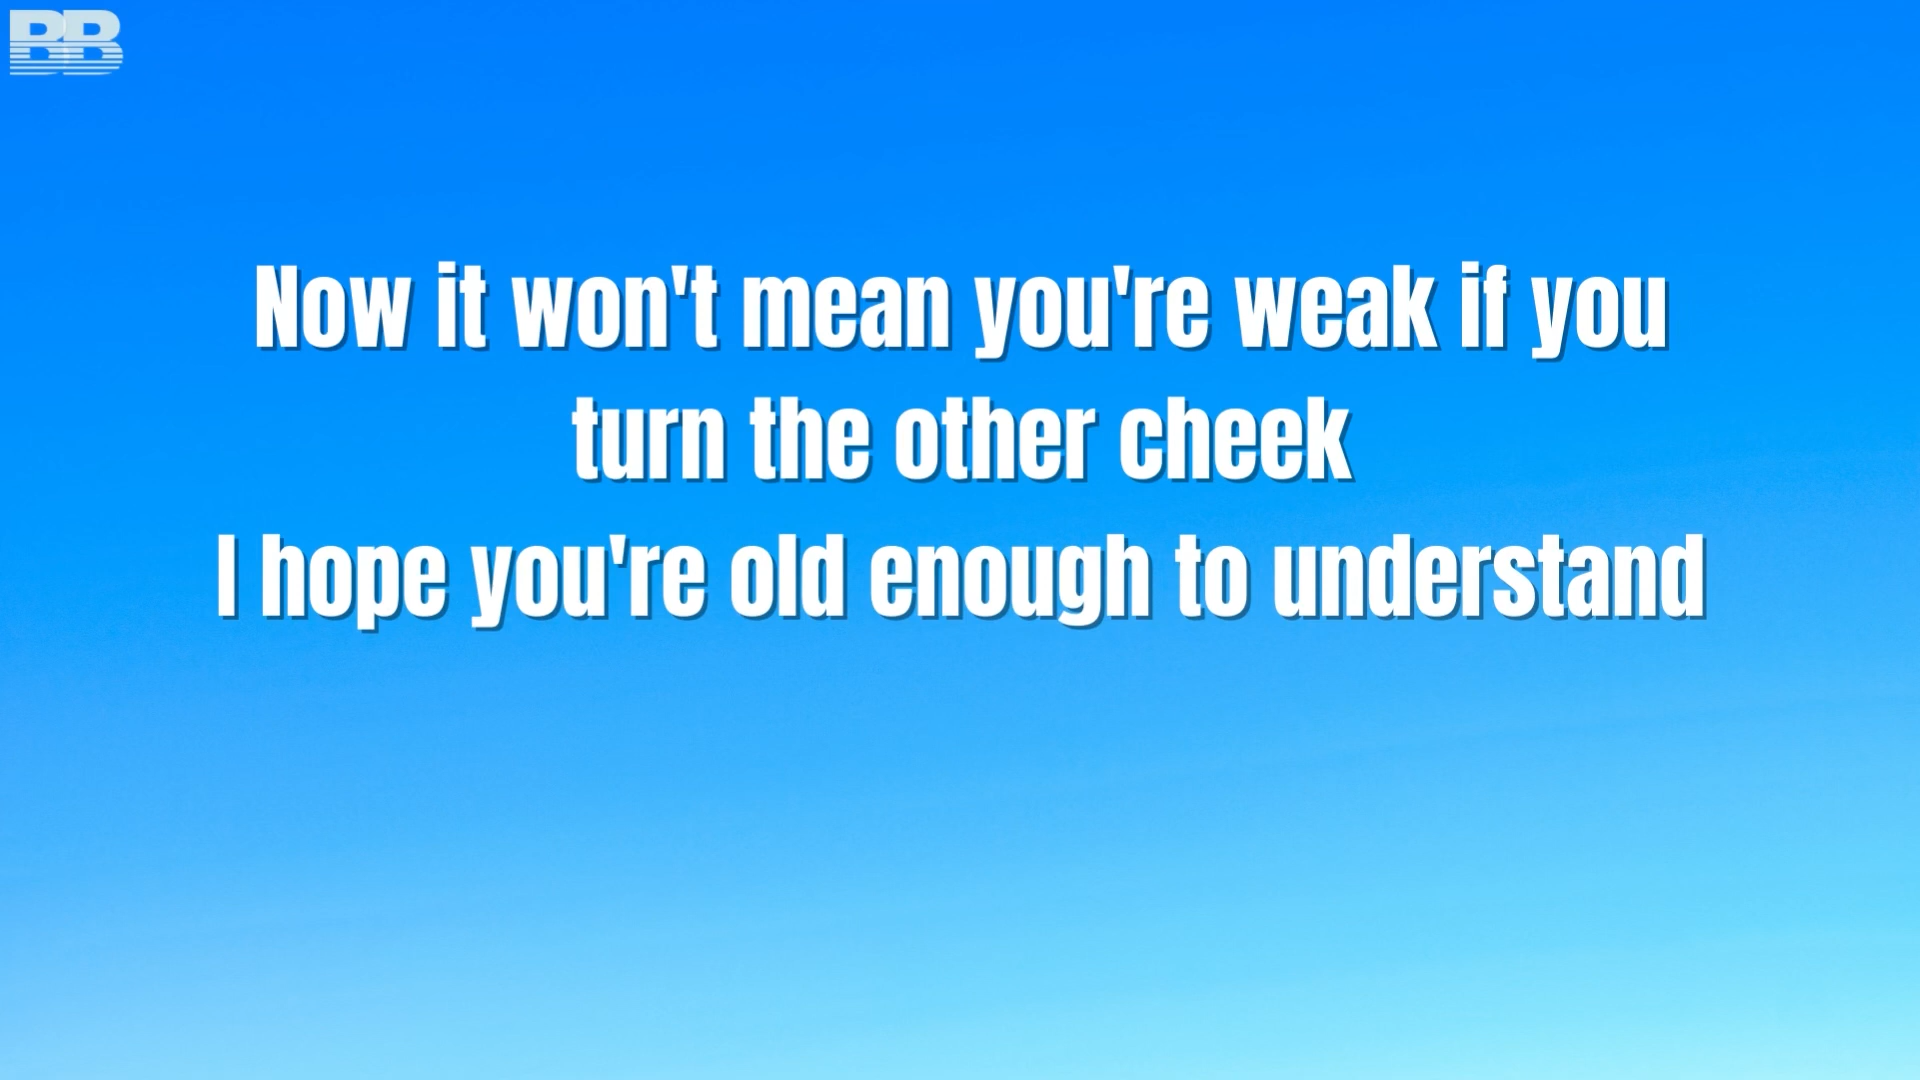 BB
Now it won't mean you're weak if you
turn the other cheek
I hope you're old enough to understand